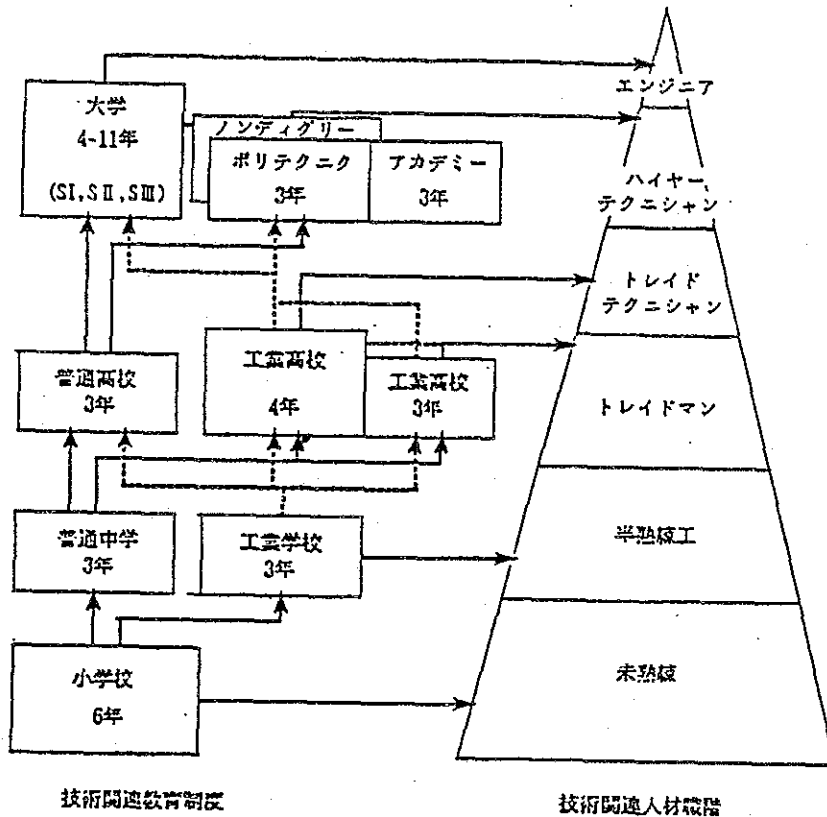 エンジニア
大学
4-11年
(SI,SⅡ,SⅢ)
ノンディグリー
ポリテクニク
3年
アカデミー
3年
ハイヤー
テクニシャン
トレイド
テクニシャン
普通高校
3年
工業高校
4年
工業高校
3年
トレイドマン
普通中学
3年
工業学校
3年
半熟練工
小学校
6年
未熟練
技術関連教育制度
技術関連人材職階